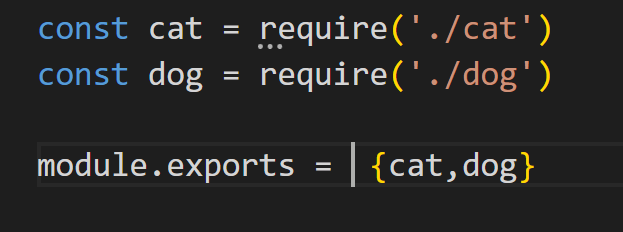 const cat = require('./cat')
const dog = require('./dog')
module.exports = {cat,dog}